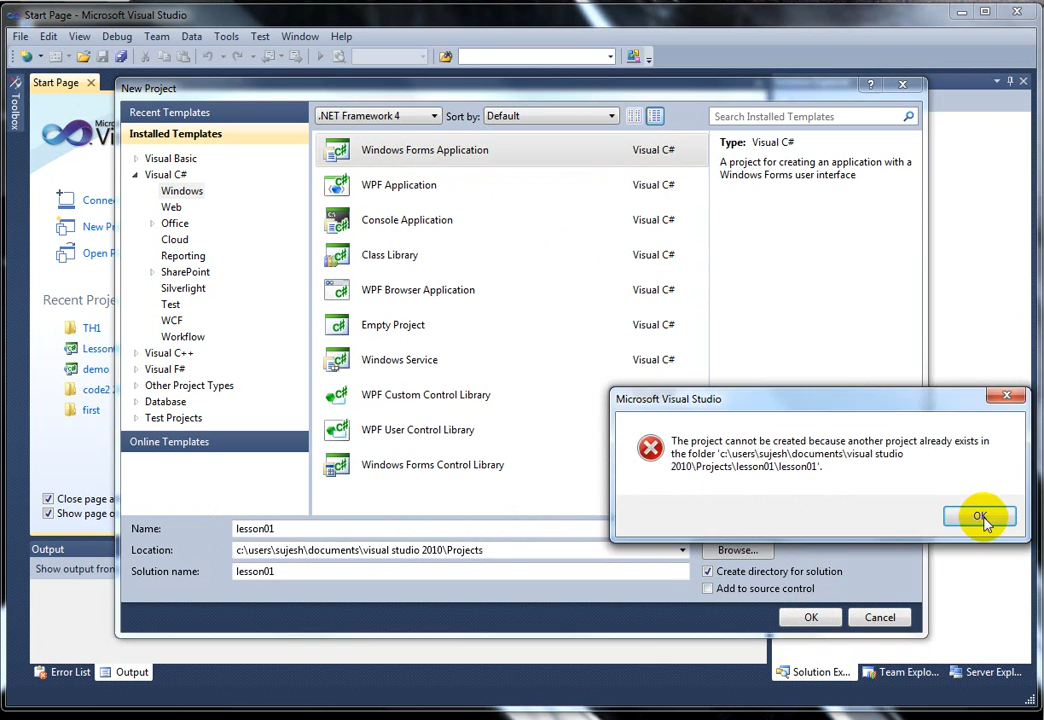 Start Page - Microsoft Visual Studio
File Edit View Debug Team Data Tools Test Window Help
Start Page
Toolbox
New Project
Recent Templates
.NET Framework 4
Sort by:
Default
Search Installed Templates
Installed Templates
Visual Basic
Visual C#
Windows
Web
Office
Cloud
Reporting
SharePoint
Silverlight
Test
WCF
Workflow
Visual C++
Visual F#
Other Project Types
Database
Test Projects
Online Templates
Windows Forms Application Visual C#
WPF Application Visual C#
Console Application Visual C#
Class Library Visual C#
WPF Browser Application Visual C#
Empty Project Visual C#
Windows Service Visual C#
WPF Custom Control Library
WPF User Control Library
Windows Forms Control Library
Type: Visual C#
A project for creating an application with a
Windows Forms user interface
Conne
New Pr
Open P
Recent Proj
TH1
Lesson
demo
code2
first
Close page a
Show page o
Output
Show output from
Microsoft Visual Studio
The project cannot be created because another project already exists in
the folder 'c:\users\sujesh\documents\visual studio
2010\Projects\lesson01\lesson01'.
OK
Name: lesson01
Location: c:\users\sujesh\documents\visual studio 2010\Projects
Browse...
Solution name: lesson01
Create directory for solution
Add to source control
OK Cancel
Error List Output
Solution Ex... Team Explo... Server Expl...